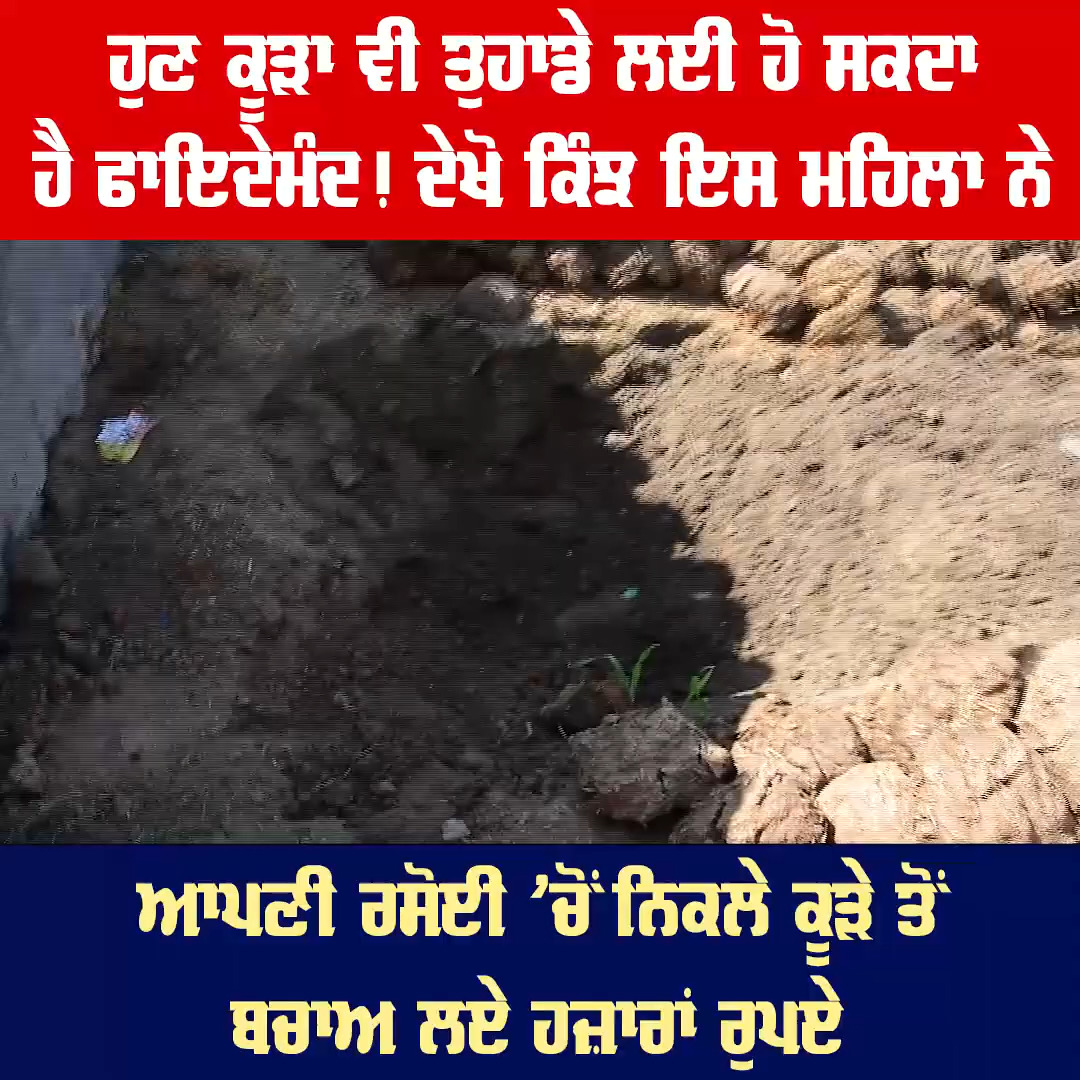 ਹੁਣ ਕੂੜਾ ਵੀ ਤੁਹਾਡੇ ਲਈ ਹੋ ਸਕਦਾ
ਹੈ ਫਾਇਦੇਮੰਦ! ਦੇਖੋ ਕਿੰਝ ਇਸ ਮਹਿਲਾ ਨੇ
ਆਪਣੀ ਰਸੋਈ 'ਚੋਂ ਨਿਕਲੇ ਕੂੜੇ ਤੋਂ
ਬਚਾਅ ਲਏ ਹਜ਼ਾਰਾਂ ਰੁਪਏ